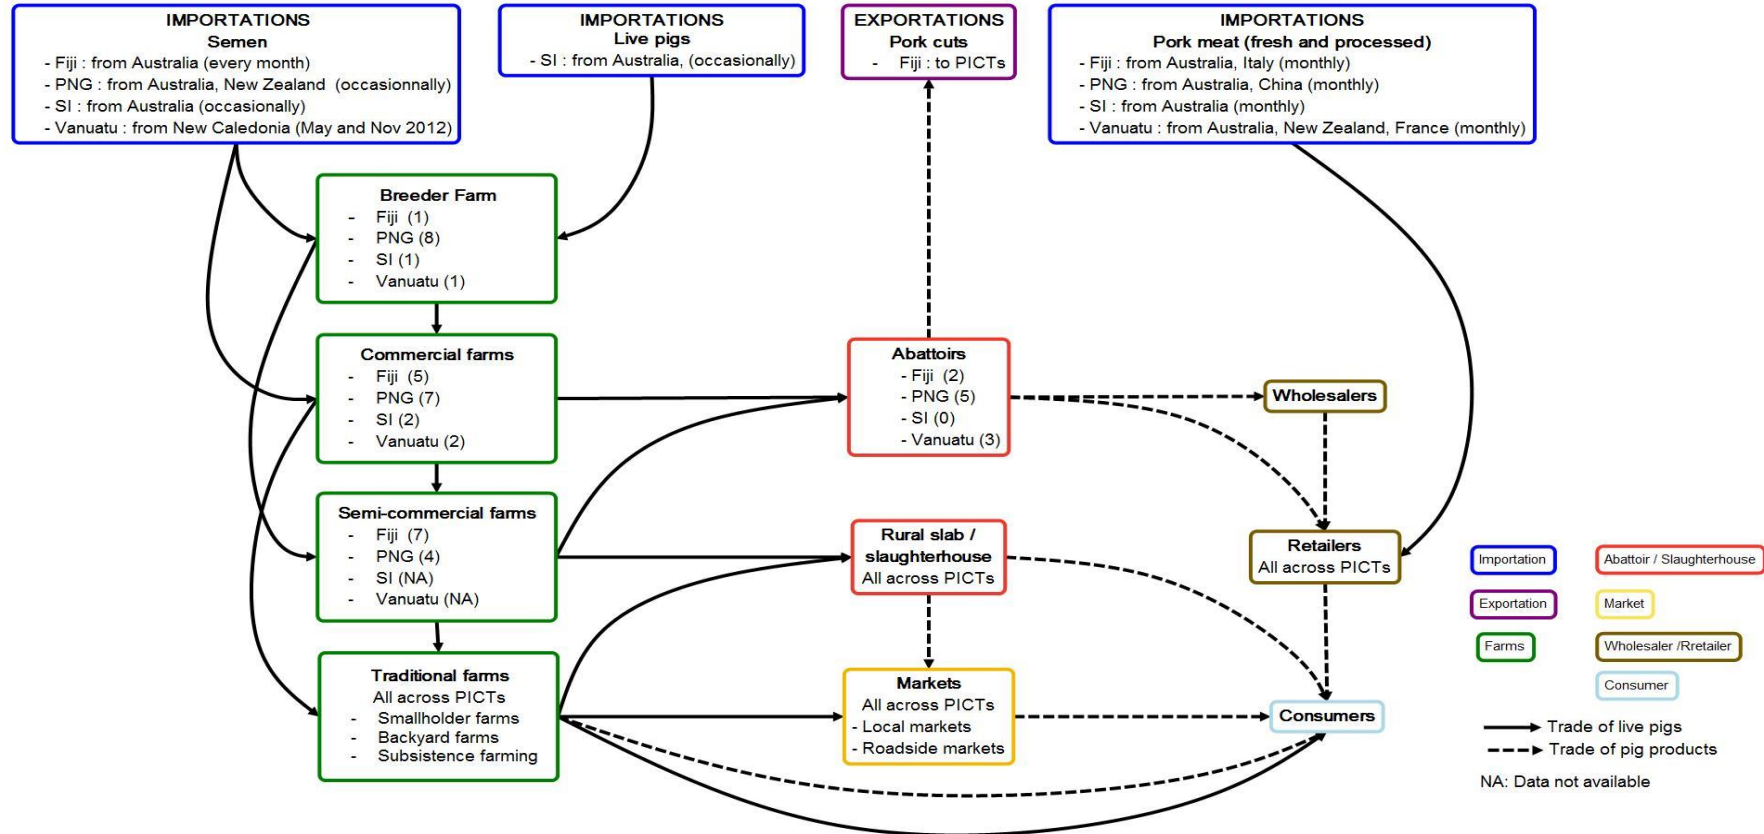 IMPORTATIONS
Semen
- Fiji : from Australia (every month)
- PNG : from Australia, New Zealand (occasionnally)
- SI : from Australia (occasionally)
- Vanuatu : from New Caledonia (May and Nov 2012)
IMPORTATIONS
Live pigs
- SI : from Australia, (occasionally)
EXPORTATIONS
Pork cuts
- Fiji : to PICTs
IMPORTATIONS
Pork meat (fresh and processed)
- Fiji : from Australia, Italy (monthly)
- PNG : from Australia, China (monthly)
- SI : from Australia (monthly)
- Vanuatu : from Australia, New Zealand, France (monthly)
Breeder Farm
- Fiji (1)
- PNG (8)
- SI (1)
- Vanuatu (1)
Commercial farms
- Fiji (5)
- PNG (7)
- SI (2)
- Vanuatu (2)
Abattoirs
- Fiji (2)
- PNG (5)
- SI (0)
- Vanuatu (3)
Wholesalers
Semi-commercial farms
- Fiji (7)
- PNG (4)
- SI (NA)
- Vanuatu (NA)
Rural slab /
slaughterhouse
All across PICTs
Retailers
All across PICTs
Traditional farms
All across PICTs
- Smallholder farms
- Backyard farms
- Subsistence farming
Markets
All across PICTs
- Local markets
- Roadside markets
Consumers
Importation
Abattoir / Slaughterhouse
Exportation
Market
Farms
Wholesaler /Rretailer
Consumer
Trade of live pigs
Trade of pig products
NA: Data not available